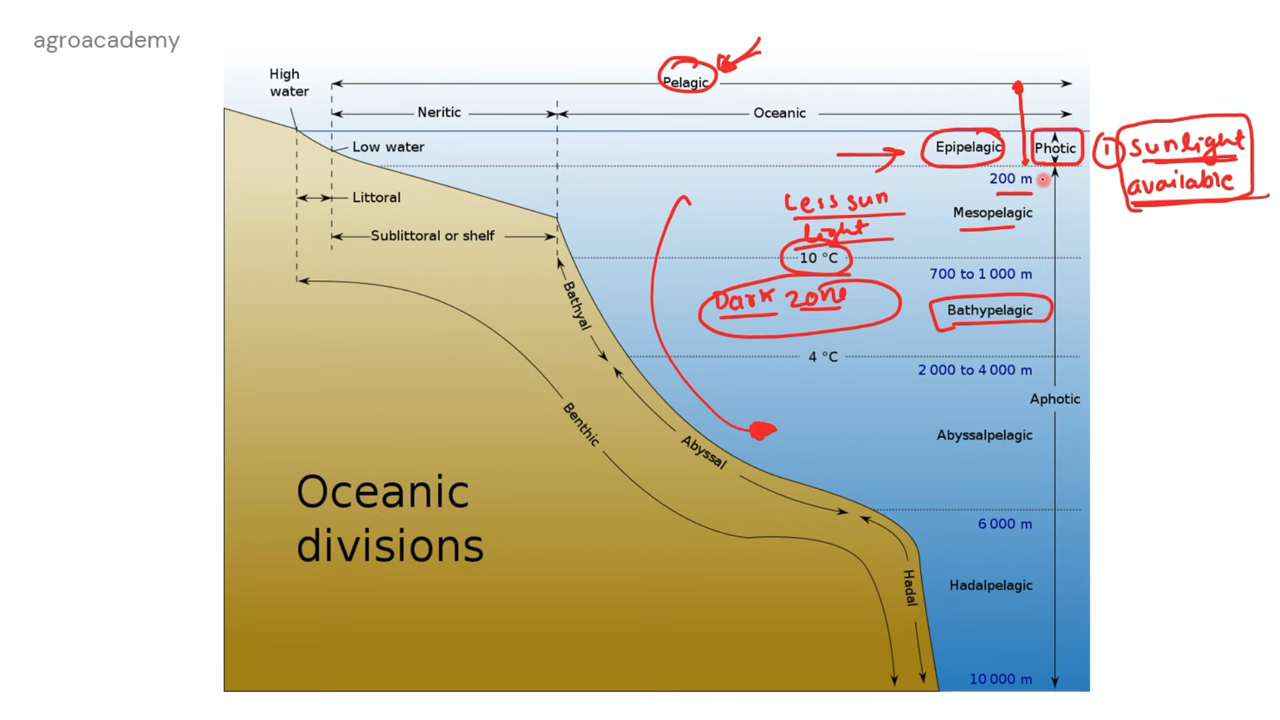 agroacademy
High
water
Pelagic
Neritic
Oceanic
Low water
Epipelagic
Photic
① sunlight
available
200 m
Littoral
Less sun
light
Mesopelagic
Sublittoral or shelf
10 °C
700 to 1 000 m
Dark zone
Bathypelagic
Bathyal
4 °C
2 000 to 4 000 m
Aphotic
Benthic
Abyssal
Abyssalpelagic
Oceanic
divisions
6 000 m
Hadal
Hadalpelagic
10 000 m